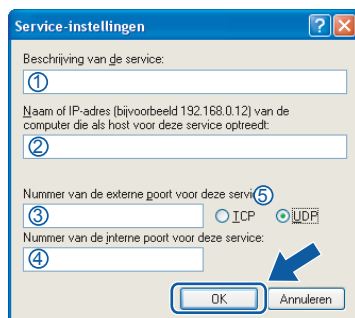 Service-instellingen
Beschrijving van de service:
①
Naam of IP-adres (bijvoorbeeld 192.168.0.12) van de
computer die als host voor deze service optreedt:
②
Nummer van de externe poort voor deze servi ⑤
③ TCP UDP
Nummer van de interne poort voor deze service:
④
OK Annuleren